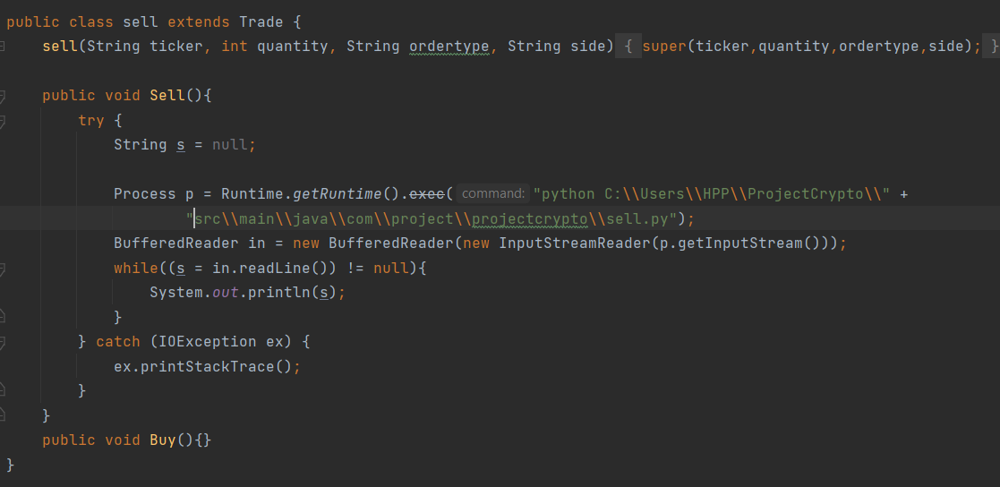 public class sell extends Trade {
    sell(String ticker, int quantity, String ordertype, String side) { super(ticker,quantity,ordertype,side); }
    public void Sell(){
        try {
            String s = null;
            Process p = Runtime.getRuntime().exec( command: "python C:\\Users\\HPP\\ProjectCrypto\\" +
                    "src\\main\\java\\com\\project\\projectcrypto\\sell.py");
            BufferedReader in = new BufferedReader(new InputStreamReader(p.getInputStream()));
            while((s = in.readLine()) != null){
                System.out.println(s);
            }
        } catch (IOException ex) {
            ex.printStackTrace();
        }
    }
    public void Buy(){}
}